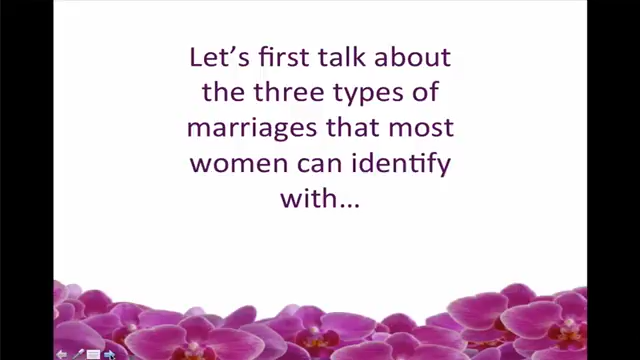 Let’s first talk about
the three types of
marriages that most
women can identify
with...